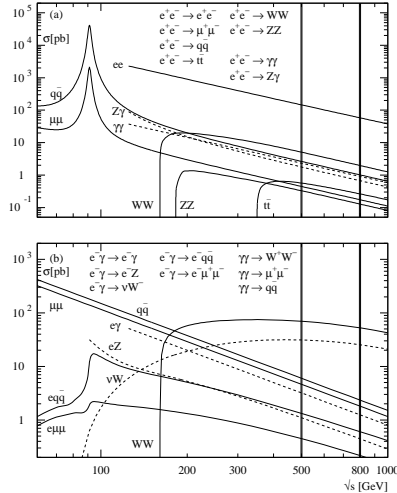 (a)
e⁺e⁻→ e⁺e⁻ e⁺e⁻→ WW
e⁺e⁻→ μ⁺μ⁻ e⁺e⁻→ ZZ
e⁺e⁻→ qq̄
e⁺e⁻→ tt̄ e⁺e⁻→ γγ
e⁺e⁻→ Zγ
σ[pb]
10⁵
10⁴
10³
10²
10
1
10⁻¹
ee
qq̄
μμ
Zγ
γγ
WW
ZZ
tt̄
(b)
e⁻γ → e⁻γ e⁻γ → e⁻qq̄ γγ → W⁺W⁻
e⁻γ → e⁻Z e⁻γ → e⁻μ⁺μ⁻ γγ → μ⁺μ⁻
e⁻γ → νW⁻ γγ → qq̄
σ[pb]
10³
10²
10
1
μμ
qq̄
eγ
eZ
νW
eqq̄
eμμ
WW
100 200 300 500 800 1000
√s [GeV]